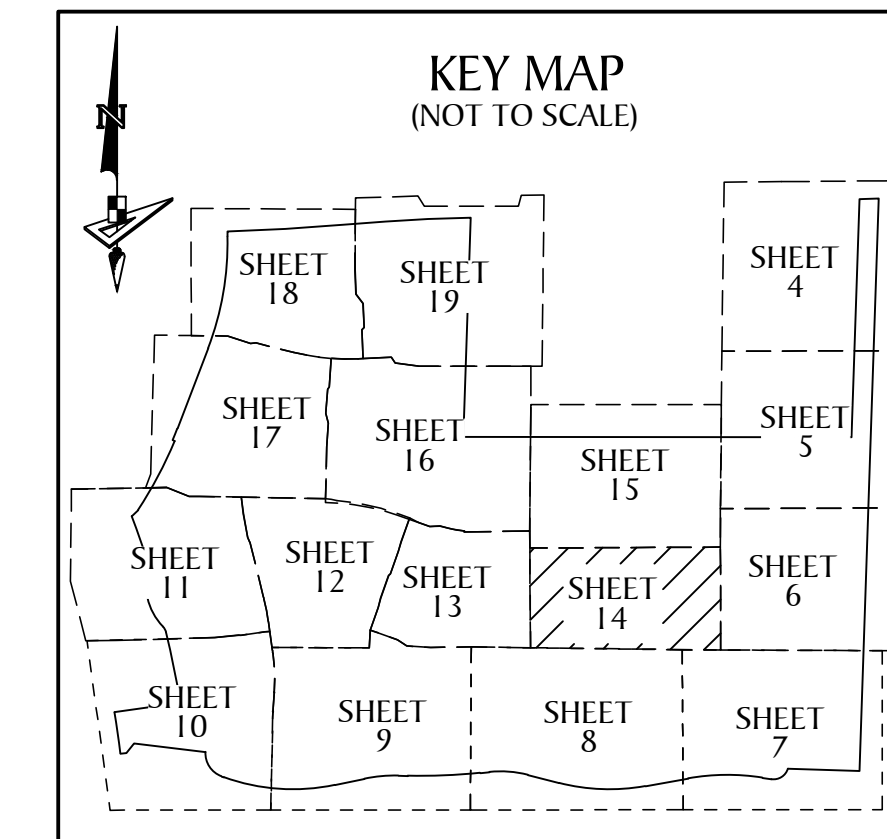 KEY MAP
(NOT TO SCALE)
N
SHEET
18
SHEET
19
SHEET
4
SHEET
17
SHEET
16
SHEET
15
SHEET
5
SHEET
11
SHEET
12
SHEET
13
SHEET
14
SHEET
6
SHEET
10
SHEET
9
SHEET
8
SHEET
7